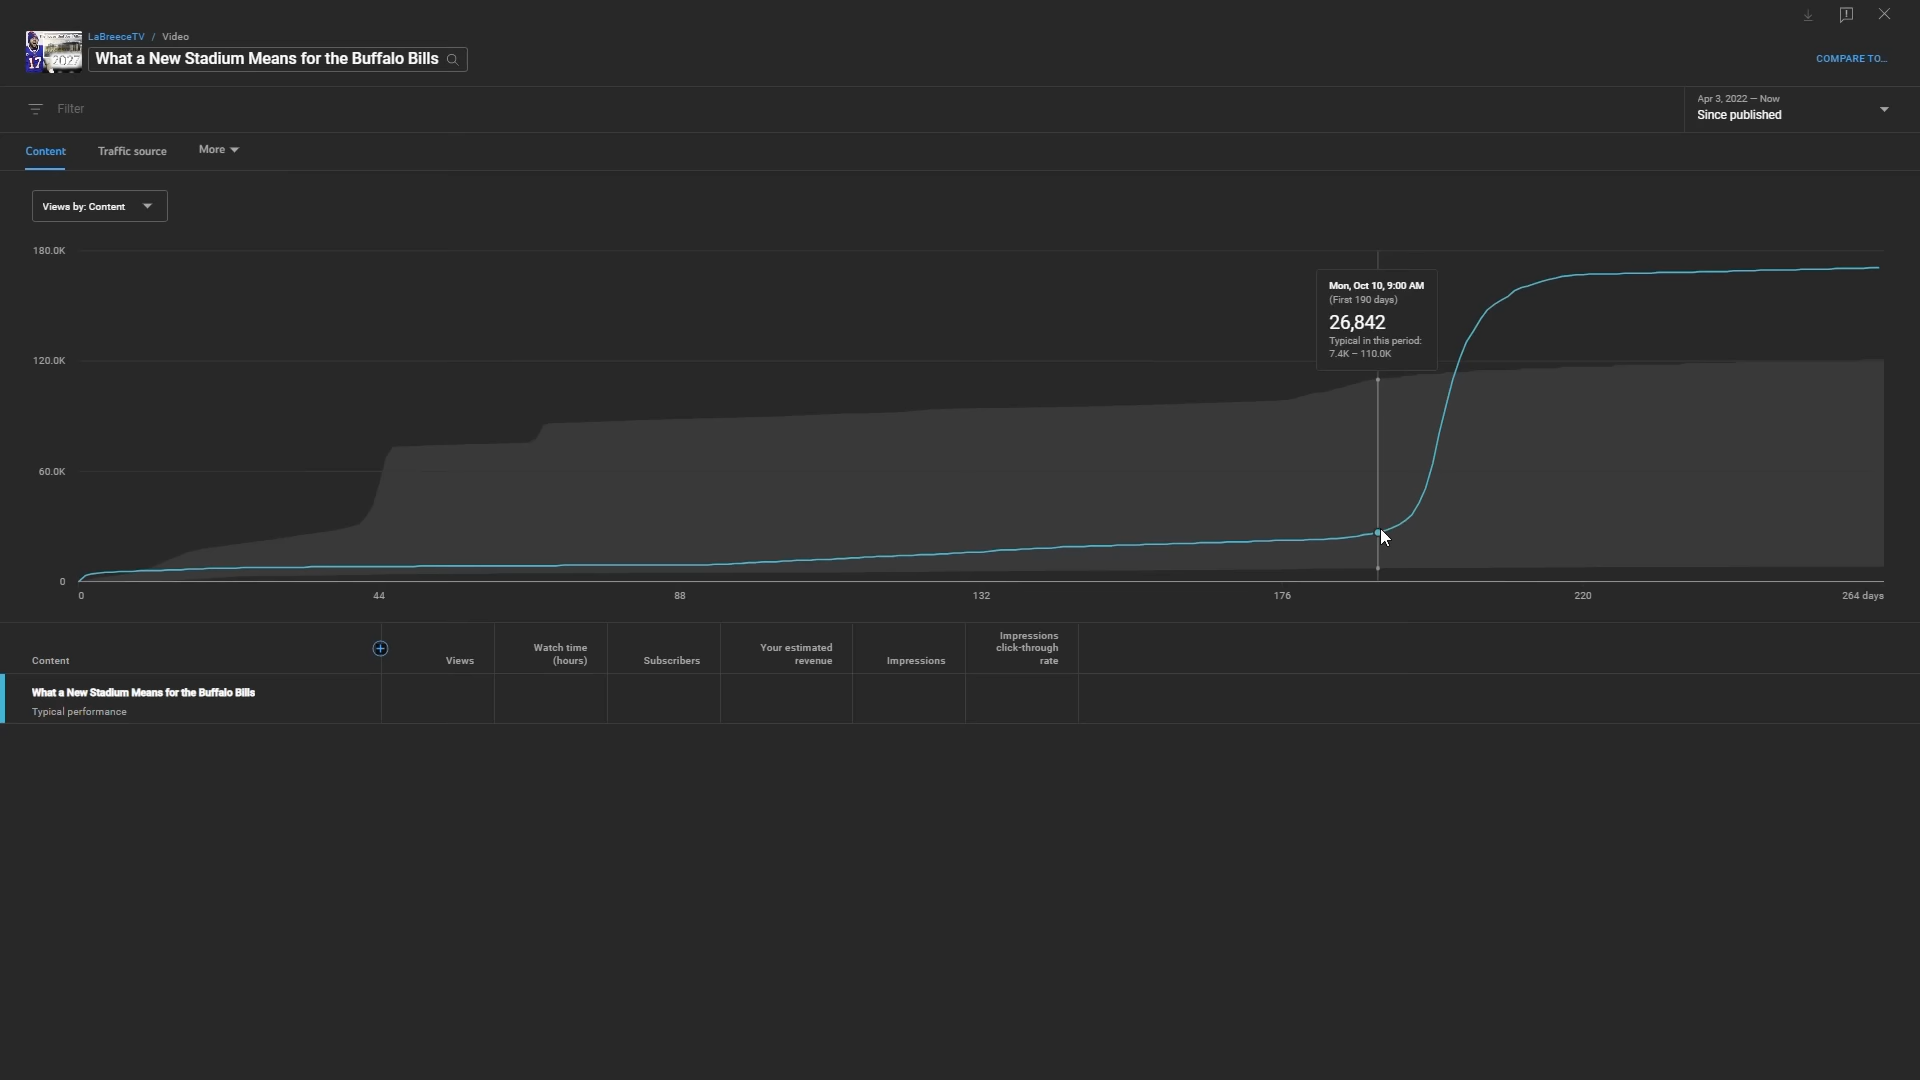 LaBreeceTV / Video
What a New Stadium Means for the Buffalo Bills
17
2027
COMPARE TO...
Filter
Apr 3, 2022 – Now
Since published
Content
Traffic source
More
Views by: Content
180.0K
120.0K
60.0K
0
Mon, Oct 10, 9:00 AM
(First 190 days)
26,842
Typical in this period:
7.4K – 110.0K
0
44
88
132
176
220
264 days
Content
Views
Watch time
(hours)
Subscribers
Your estimated
revenue
Impressions
Impressions
click-through
rate
What a New Stadium Means for the Buffalo Bills
Typical performance